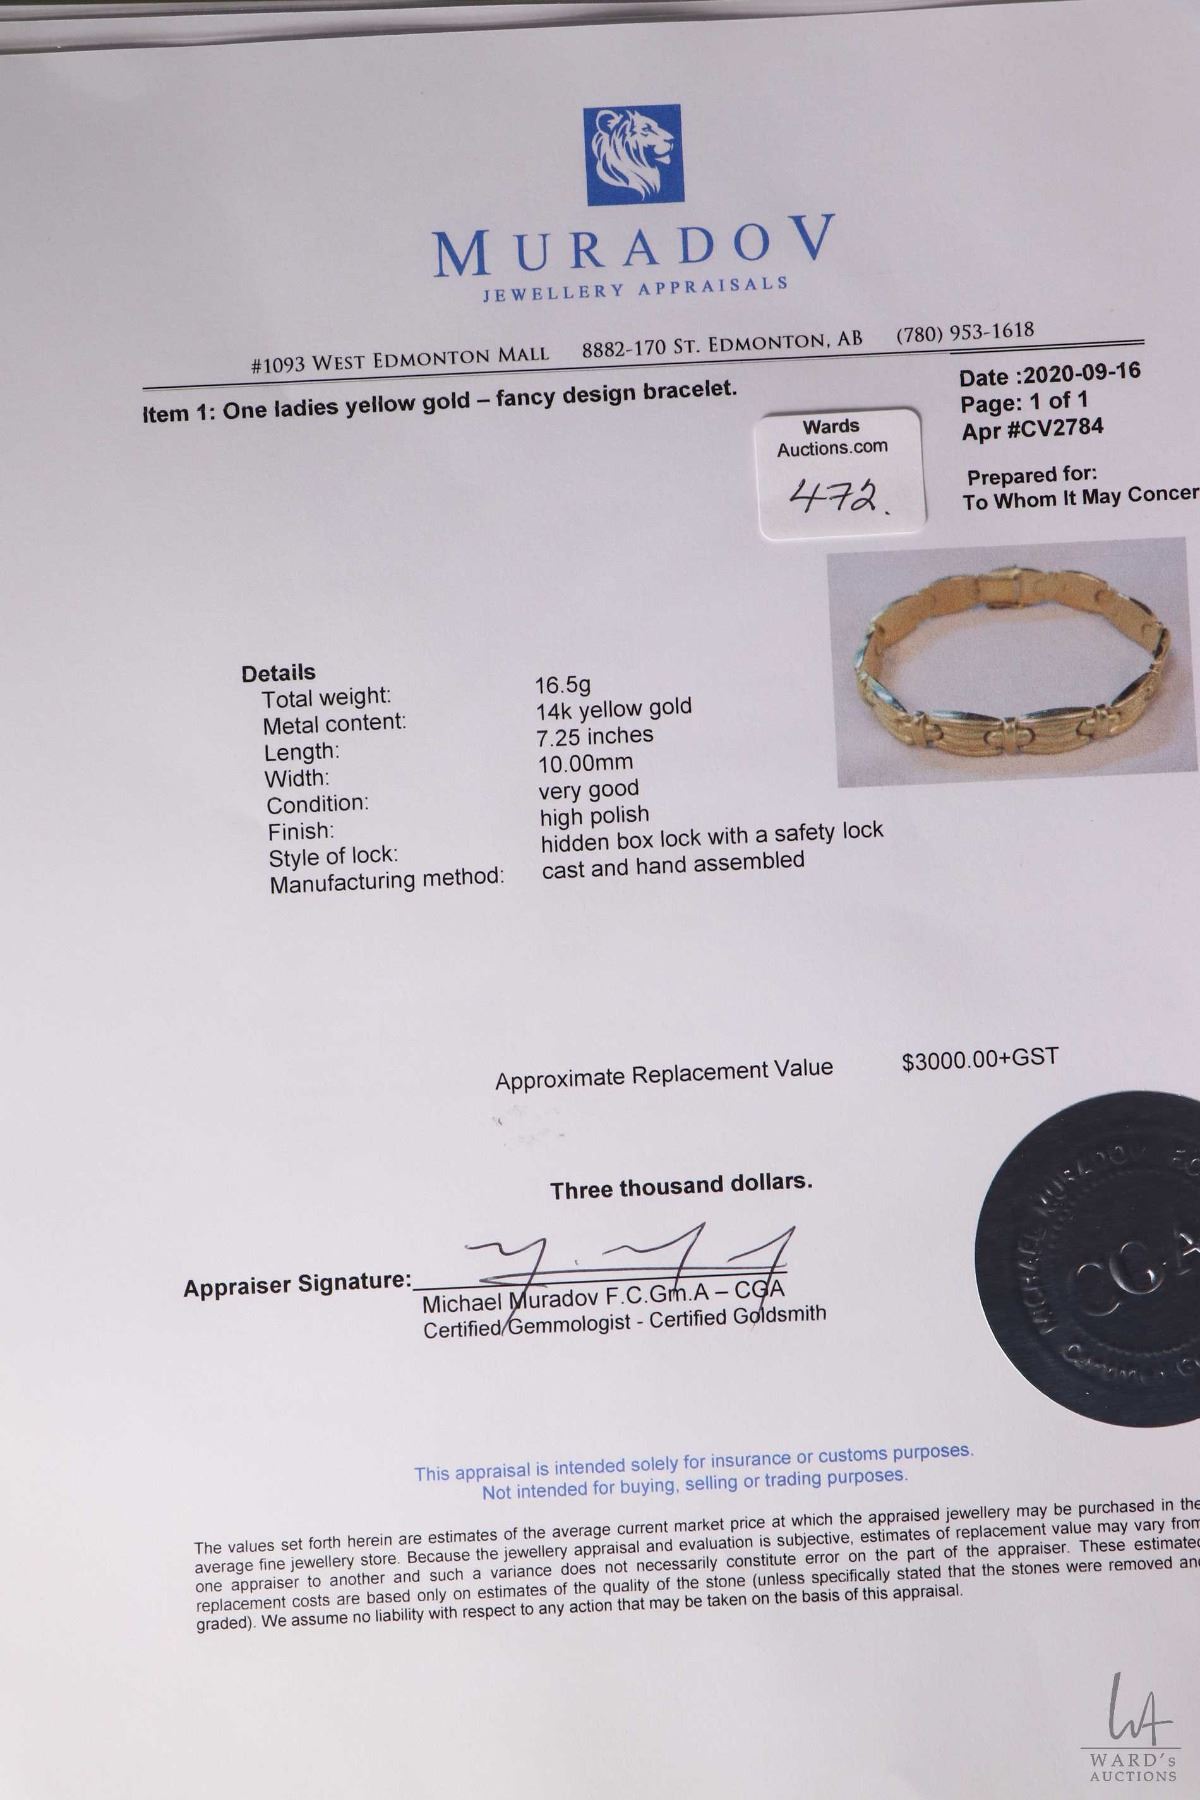 MURADOV
JEWELLERY APPRAISALS
#1093 WEST EDMONTON MALL 8882-170 ST. EDMONTON, AB (780) 953-1618
Item 1: One ladies yellow gold – fancy design bracelet.
Date :2020-09-16
Page: 1 of 1
Apr #CV2784
Wards
Auctions.com
472.
Prepared for:
To Whom It May Concer
Details
Total weight: 16.5g
Metal content: 14k yellow gold
Length: 7.25 inches
Width: 10.00mm
Condition: very good
Finish: high polish
Style of lock: hidden box lock with a safety lock
Manufacturing method: cast and hand assembled
Approximate Replacement Value $3000.00+GST
Three thousand dollars.
Appraiser Signature:
Michael Muradov F.C.Gm.A – CGA
Certified Gemmologist - Certified Goldsmith
MICHAEL MURADOV
CGA
This appraisal is intended solely for insurance or customs purposes.
Not intended for buying, selling or trading purposes.
The values set forth herein are estimates of the average current market price at which the appraised jewellery may be purchased in the
average fine jewellery store. Because the jewellery appraisal and evaluation is subjective, estimates of replacement value may vary from
one appraiser to another and such a variance does not necessarily constitute error on the part of the appraiser. These estimated
replacement costs are based only on estimates of the quality of the stone (unless specifically stated that the stones were removed and
graded). We assume no liability with respect to any action that may be taken on the basis of this appraisal.
WA
WARD's
AUCTIONS